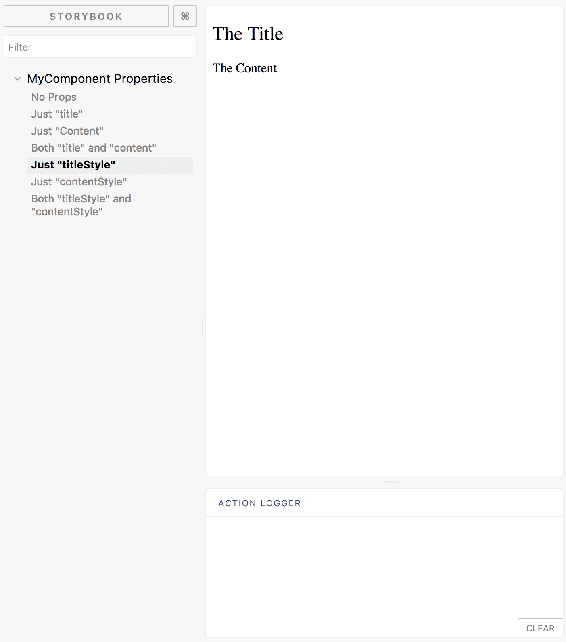 STORYBOOK
⌘
Filter
MyComponent Properties
No Props
Just "title"
Just "Content"
Both "title" and "content"
Just "titleStyle"
Just "contentStyle"
Both "titleStyle" and
"contentStyle"
The Title
The Content
ACTION LOGGER
CLEAR